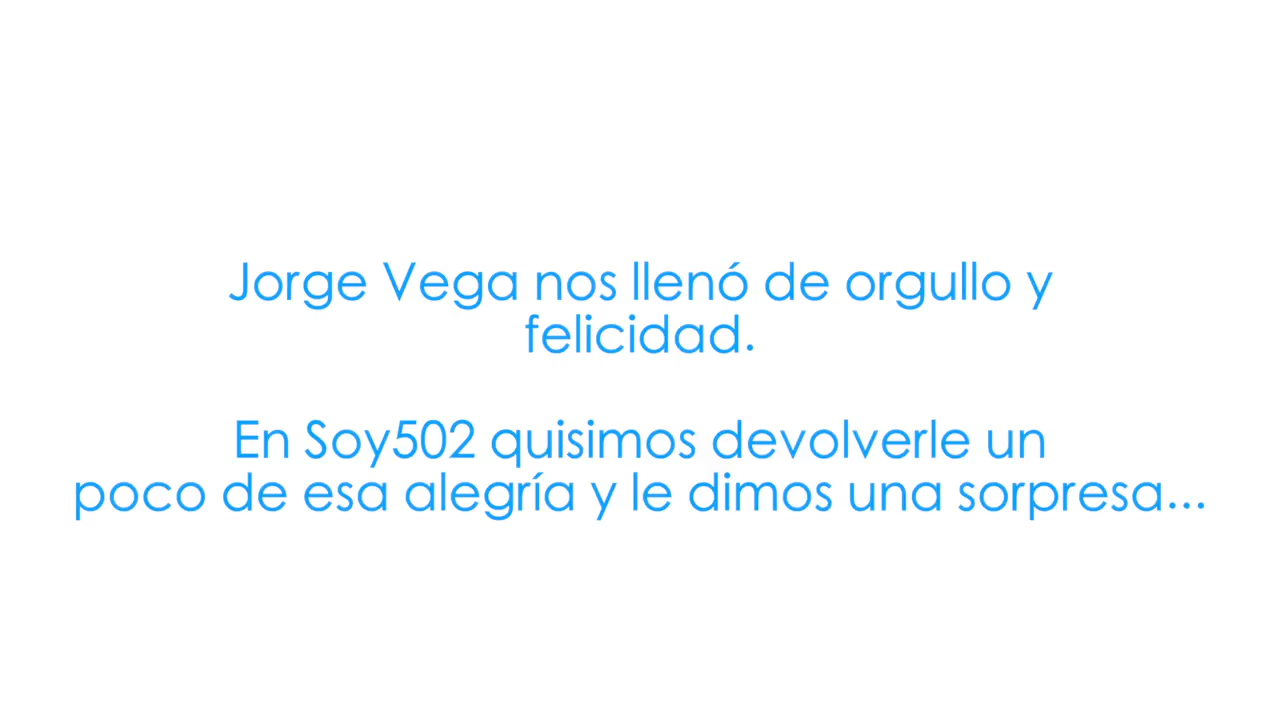 Jorge Vega nos llenó de orgullo y
felicidad.
En Soy502 quisimos devolverle un
poco de esa alegría y le dimos una sorpresa...